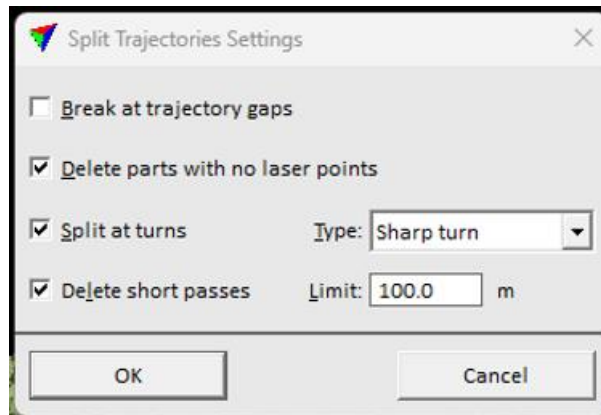 Split Trajectories Settings
Break at trajectory gaps
Delete parts with no laser points
Split at turns Type: Sharp turn
Delete short passes Limit: 100.0 m
OK Cancel